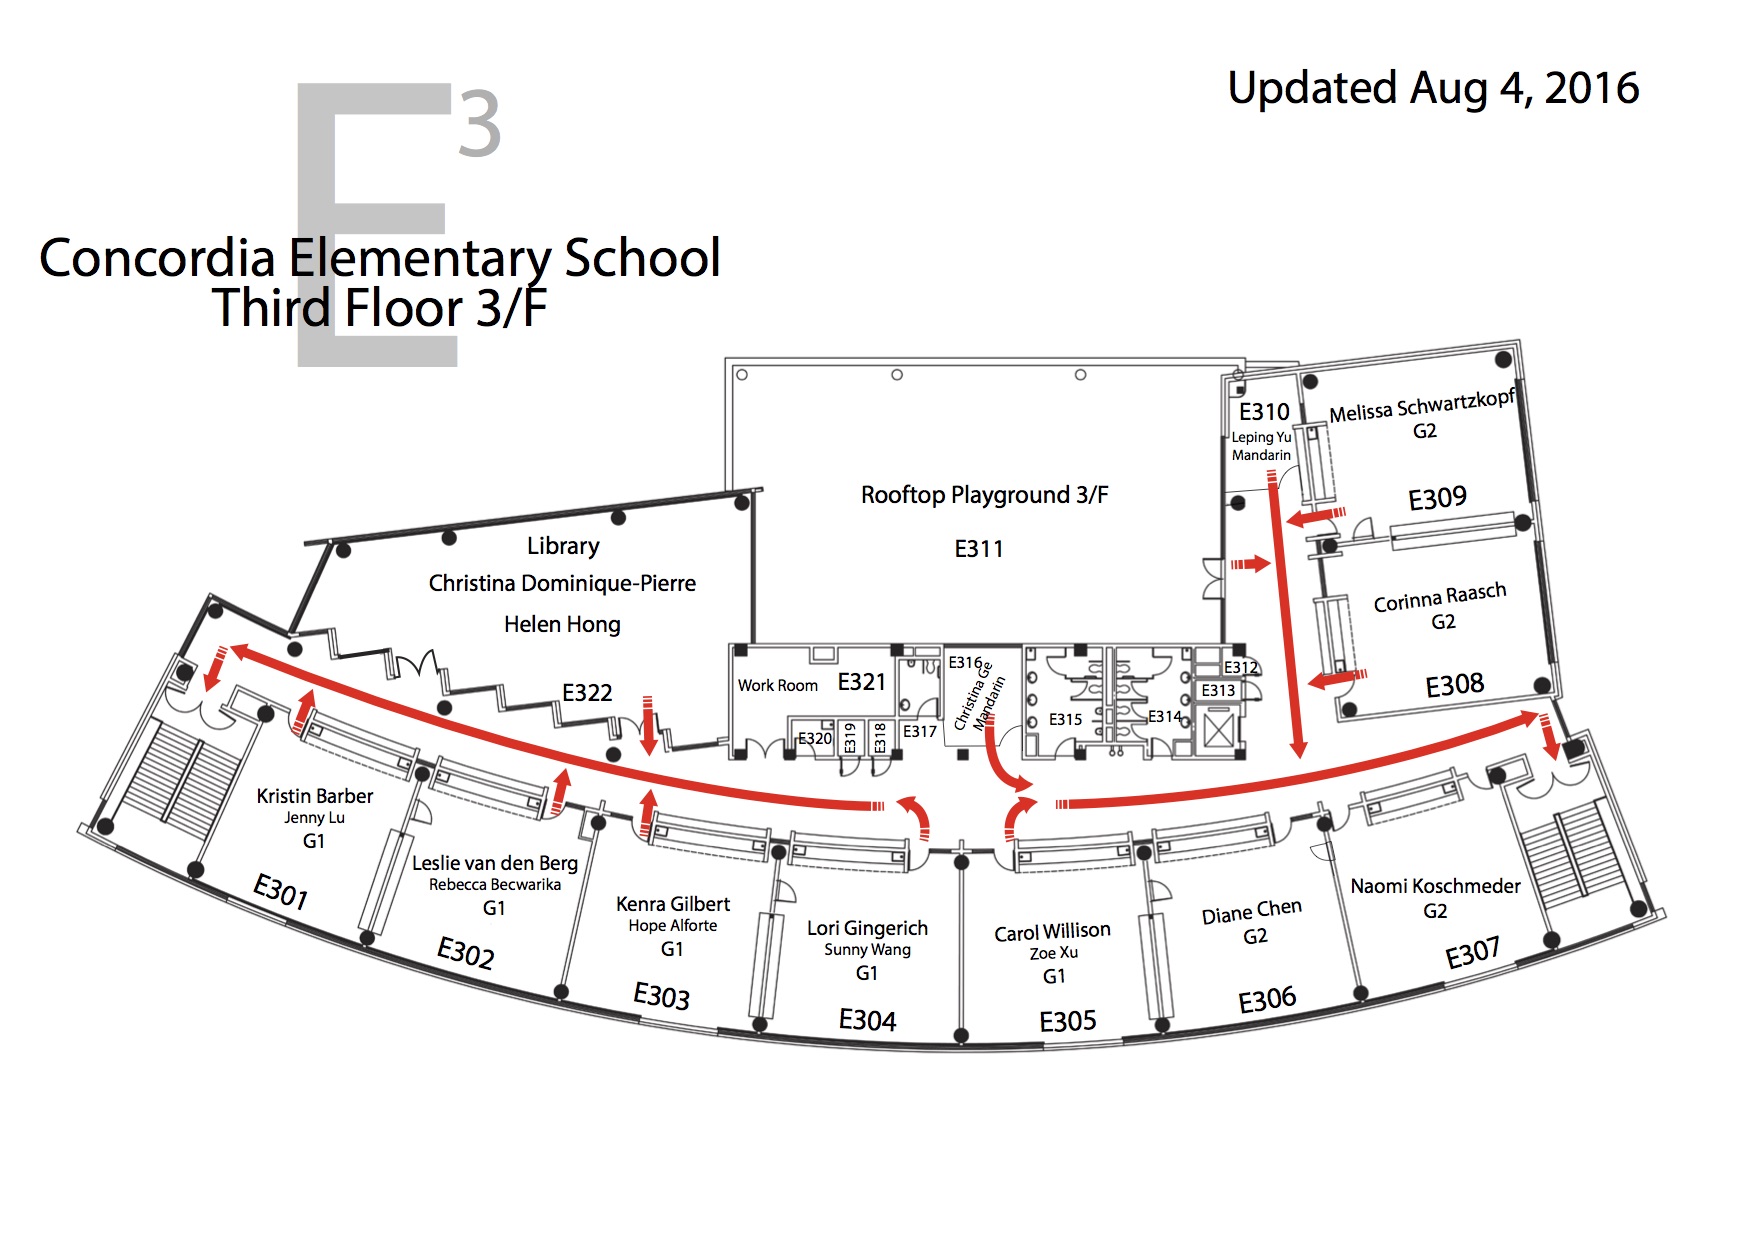 Updated Aug 4, 2016
E3
Concordia Elementary School
Third Floor 3/F
E310
Leping Yu
Mandarin
Melissa Schwartzkopf
G2
E309
Rooftop Playground 3/F
E311
Library
Christina Dominique-Pierre
Helen Hong
E322
Corinna Raasch
G2
E308
Work Room
E321
E320
E319
E318
E317
E316
Christina Ge
Mandarin
E315
E314
E312
E313
Kristin Barber
Jenny Lu
G1
E301
Leslie van den Berg
Rebecca Becwarika
G1
E302
Kenra Gilbert
Hope Alforte
G1
E303
Lori Gingerich
Sunny Wang
G1
E304
Carol Willison
Zoe Xu
G1
E305
Diane Chen
G2
E306
Naomi Koschmeder
G2
E307